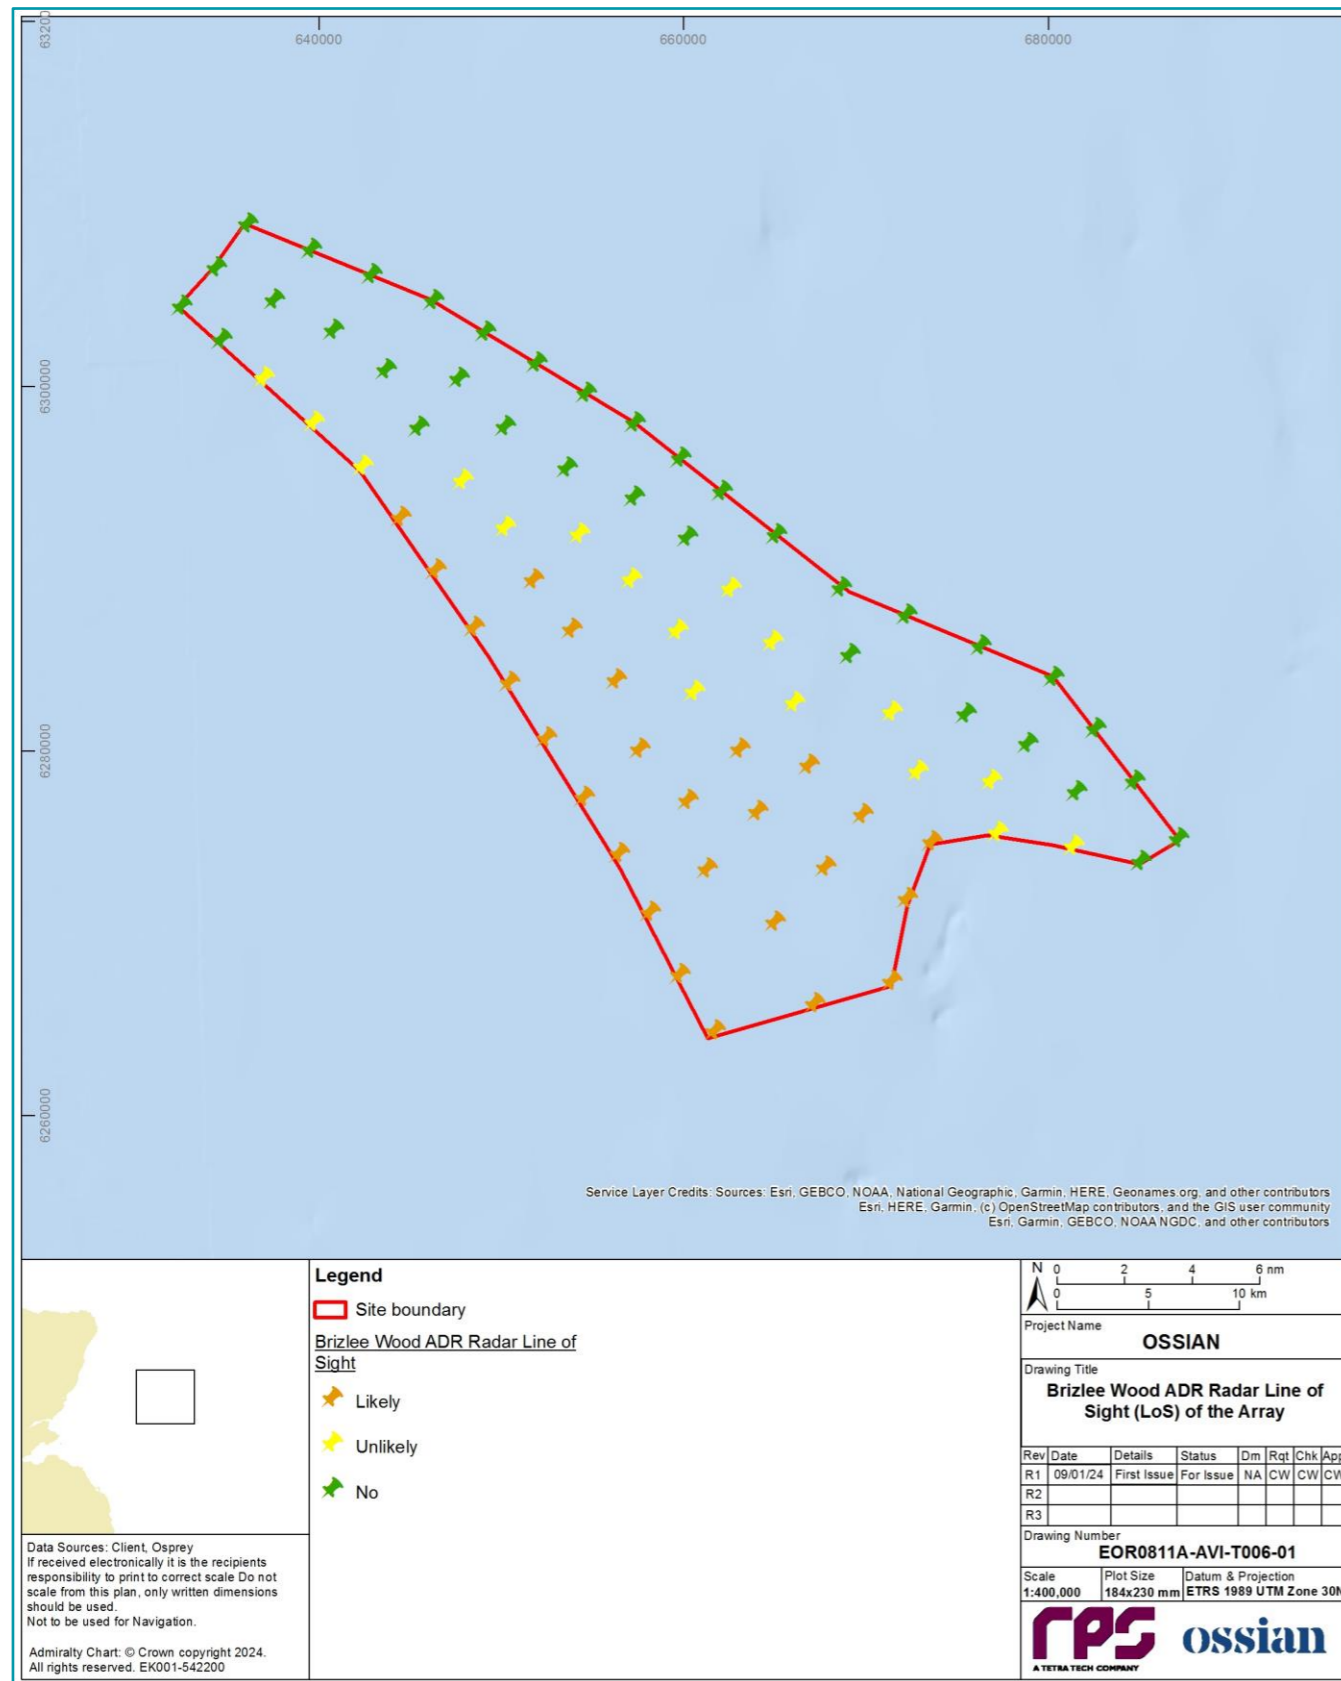 640000
660000
680000
63200
6300000
6280000
6260000
Service Layer Credits: Sources: Esri, GEBCO, NOAA, National Geographic, Garmin, HERE, Geonames.org, and other contributors
Esri, HERE, Garmin, (c) OpenStreetMap contributors, and the GIS user community
Esri, Garmin, GEBCO, NOAA NGDC, and other contributors
Legend
Site boundary
Brizlee Wood ADR Radar Line of
Sight
Likely
Unlikely
No
Data Sources: Client, Osprey
If received electronically it is the recipients
responsibility to print to correct scale Do not
scale from this plan, only written dimensions
should be used.
Not to be used for Navigation.
Admiralty Chart: © Crown copyright 2024.
All rights reserved. EK001-542200
N 0 2 4 6 nm
0 5 10 km
Project Name
OSSIAN
Drawing Title
Brizlee Wood ADR Radar Line of
Sight (LoS) of the Array
Rev Date Details Status Dm Rqt Chk App
R1 09/01/24 First Issue For Issue NA CW CW CW
R2
R3
Drawing Number
EOR0811A-AVI-T006-01
Scale Plot Size Datum & Projection
1:400,000 184x230 mm ETRS 1989 UTM Zone 30N
rps ossian
A TETRA TECH COMPANY